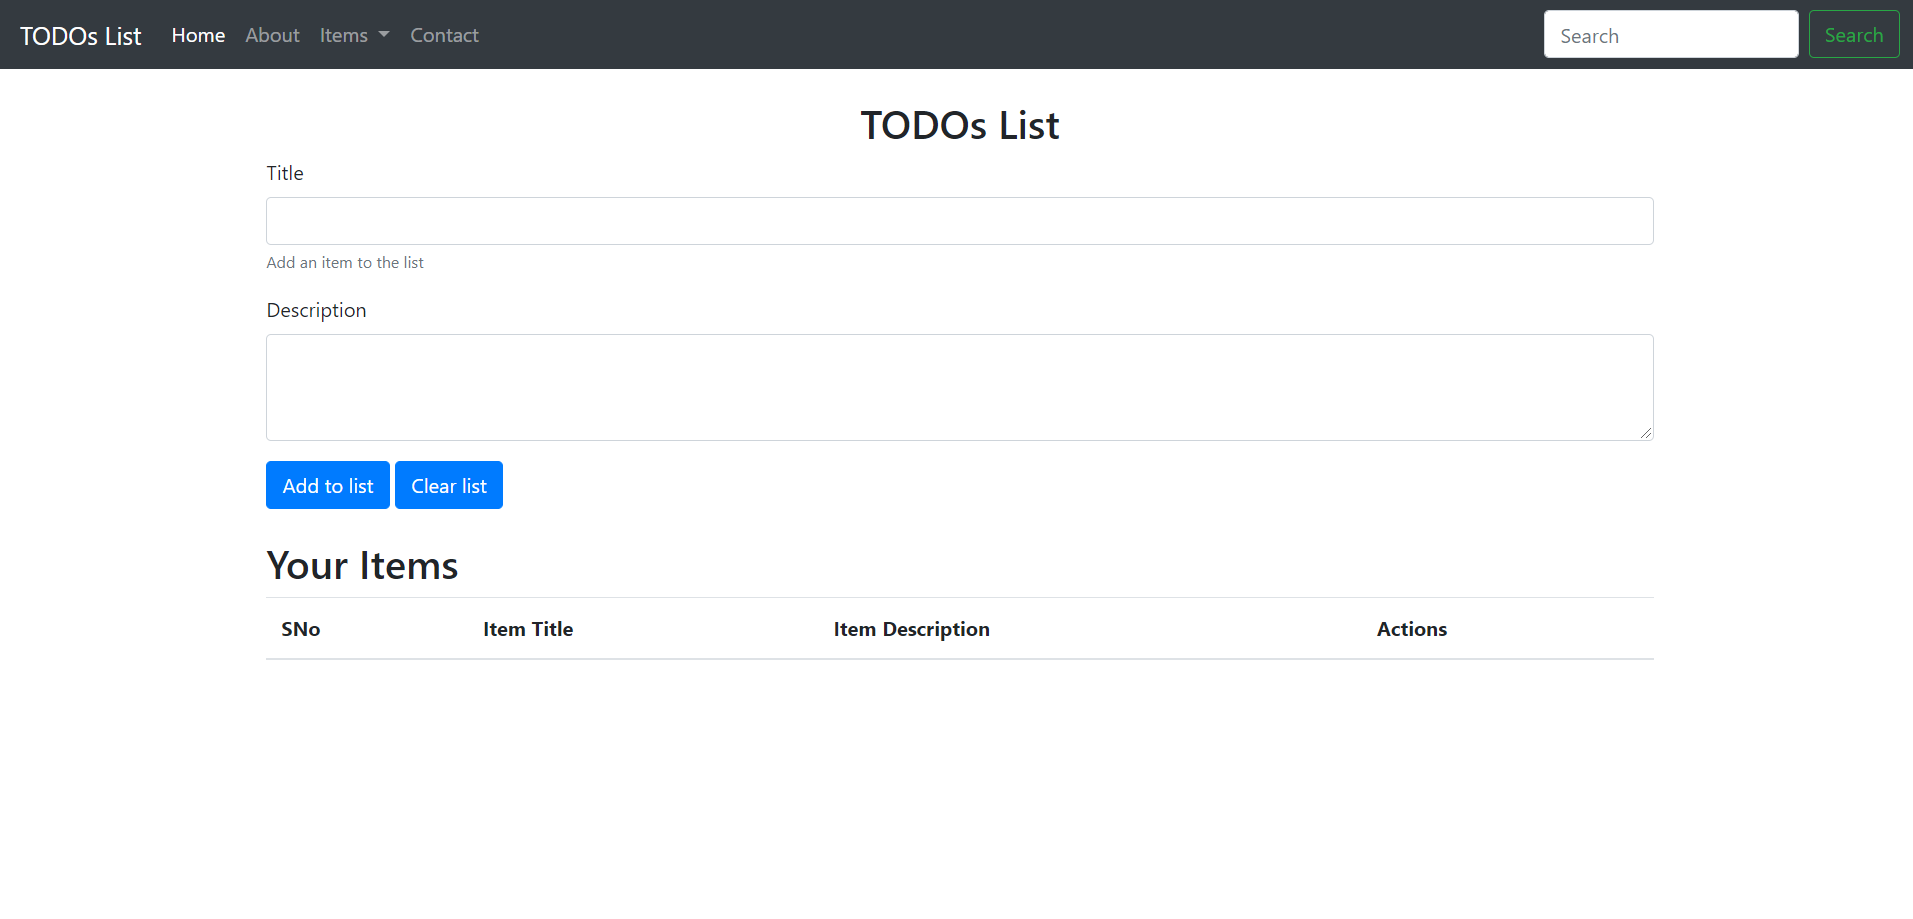 TODOs List Home About Items Contact Search Search
TODOs List
Title
Add an item to the list
Description
Add to list Clear list
Your Items
SNo Item Title Item Description Actions